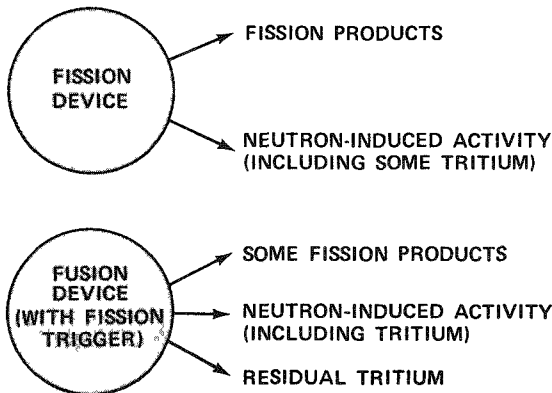 FISSION PRODUCTS
FISSION
DEVICE
NEUTRON-INDUCED ACTIVITY
(INCLUDING SOME TRITIUM)
SOME FISSION PRODUCTS
FUSION
DEVICE
(WITH FISSION
TRIGGER)
NEUTRON-INDUCED ACTIVITY
(INCLUDING TRITIUM)
RESIDUAL TRITIUM